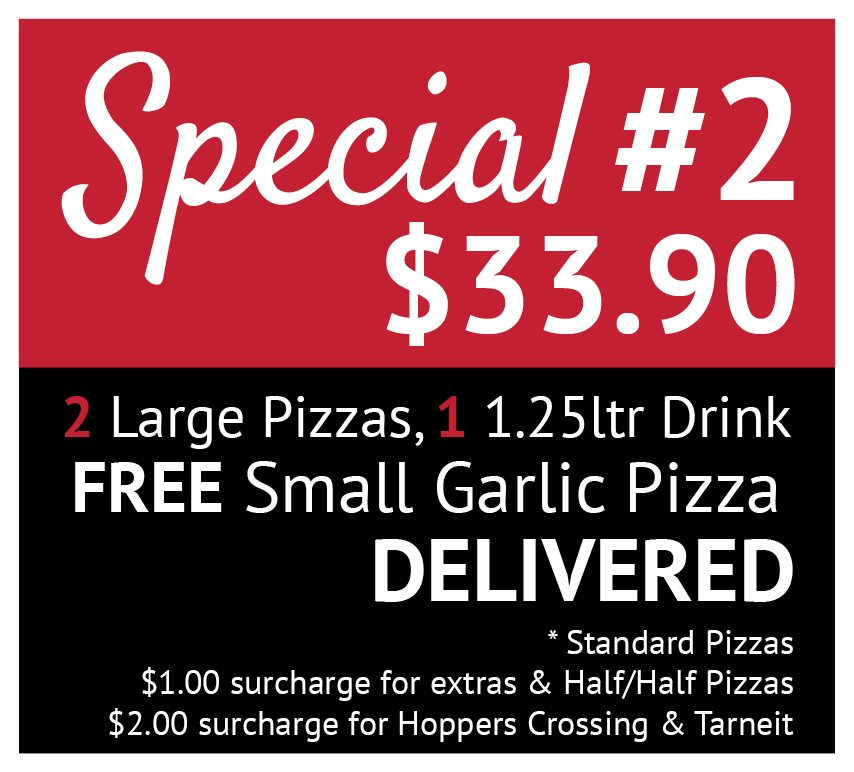 Special #2
$33.90
2 Large Pizzas, 1 1.25ltr Drink
FREE Small Garlic Pizza
DELIVERED
* Standard Pizzas
$1.00 surcharge for extras & Half/Half Pizzas
$2.00 surcharge for Hoppers Crossing & Tarneit